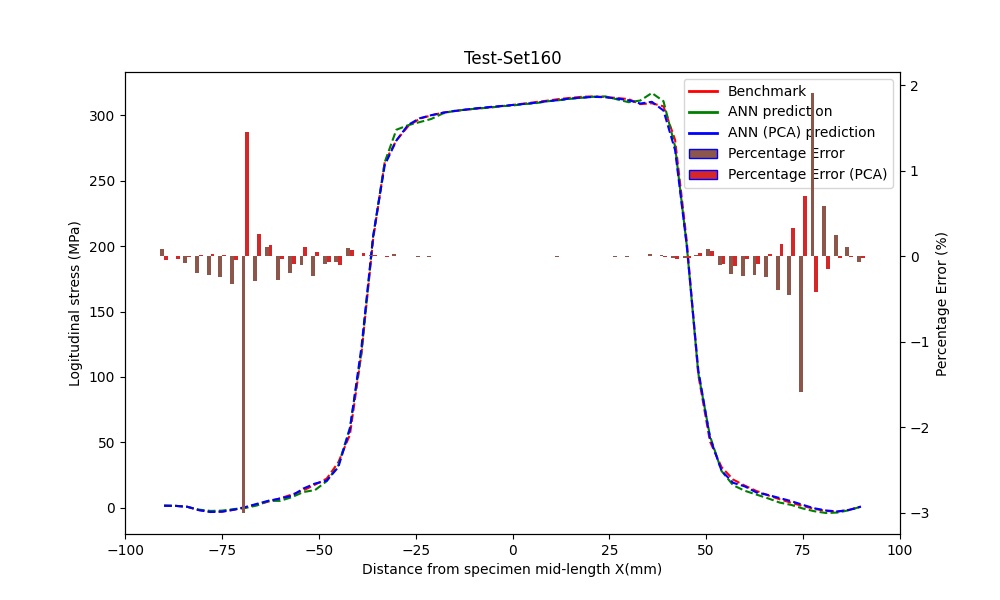 Test-Set160
Benchmark
ANN prediction
ANN (PCA) prediction
Percentage Error
Percentage Error (PCA)
Logitudinal stress (MPa)
300
250
200
150
100
50
0
2
1
0
−1
−2
−3
Percentage Error (%)
−100 −75 −50 −25 0 25 50 75 100
Distance from specimen mid-length X(mm)